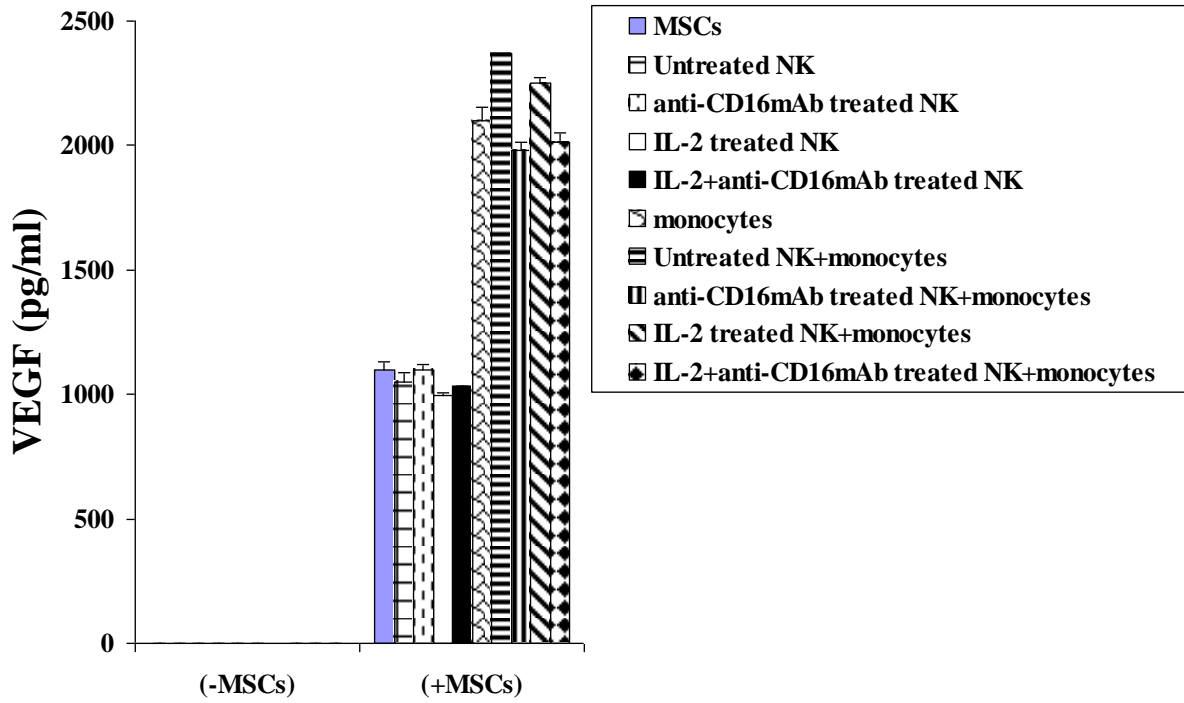 2500
2000
1500
1000
500
0
VEGF (pg/ml)
(-MSCs)
(+MSCs)
MSCs
Untreated NK
anti-CD16mAb treated NK
IL-2 treated NK
IL-2+anti-CD16mAb treated NK
monocytes
Untreated NK+monocytes
anti-CD16mAb treated NK+monocytes
IL-2 treated NK+monocytes
IL-2+anti-CD16mAb treated NK+monocytes